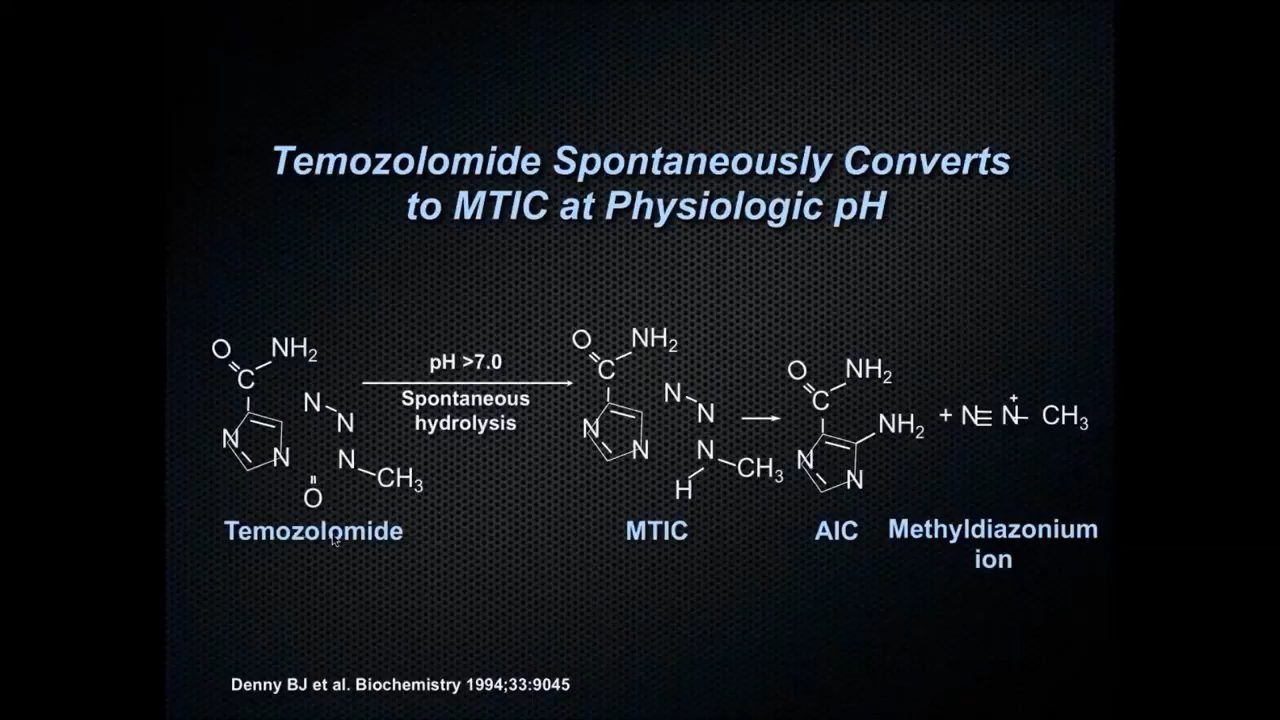 Temozolomide Spontaneously Converts
to MTIC at Physiologic pH
O NH2
C
N
N
N N
N
CH3
O
pH >7.0
Spontaneous
hydrolysis
O NH2
C
N
N
N N
N
CH3
H
O NH2
C
NH2
N
N
+ N≡N+– CH3
Temozolomide
MTIC
AIC
Methyldiazonium
ion
Denny BJ et al. Biochemistry 1994;33:9045